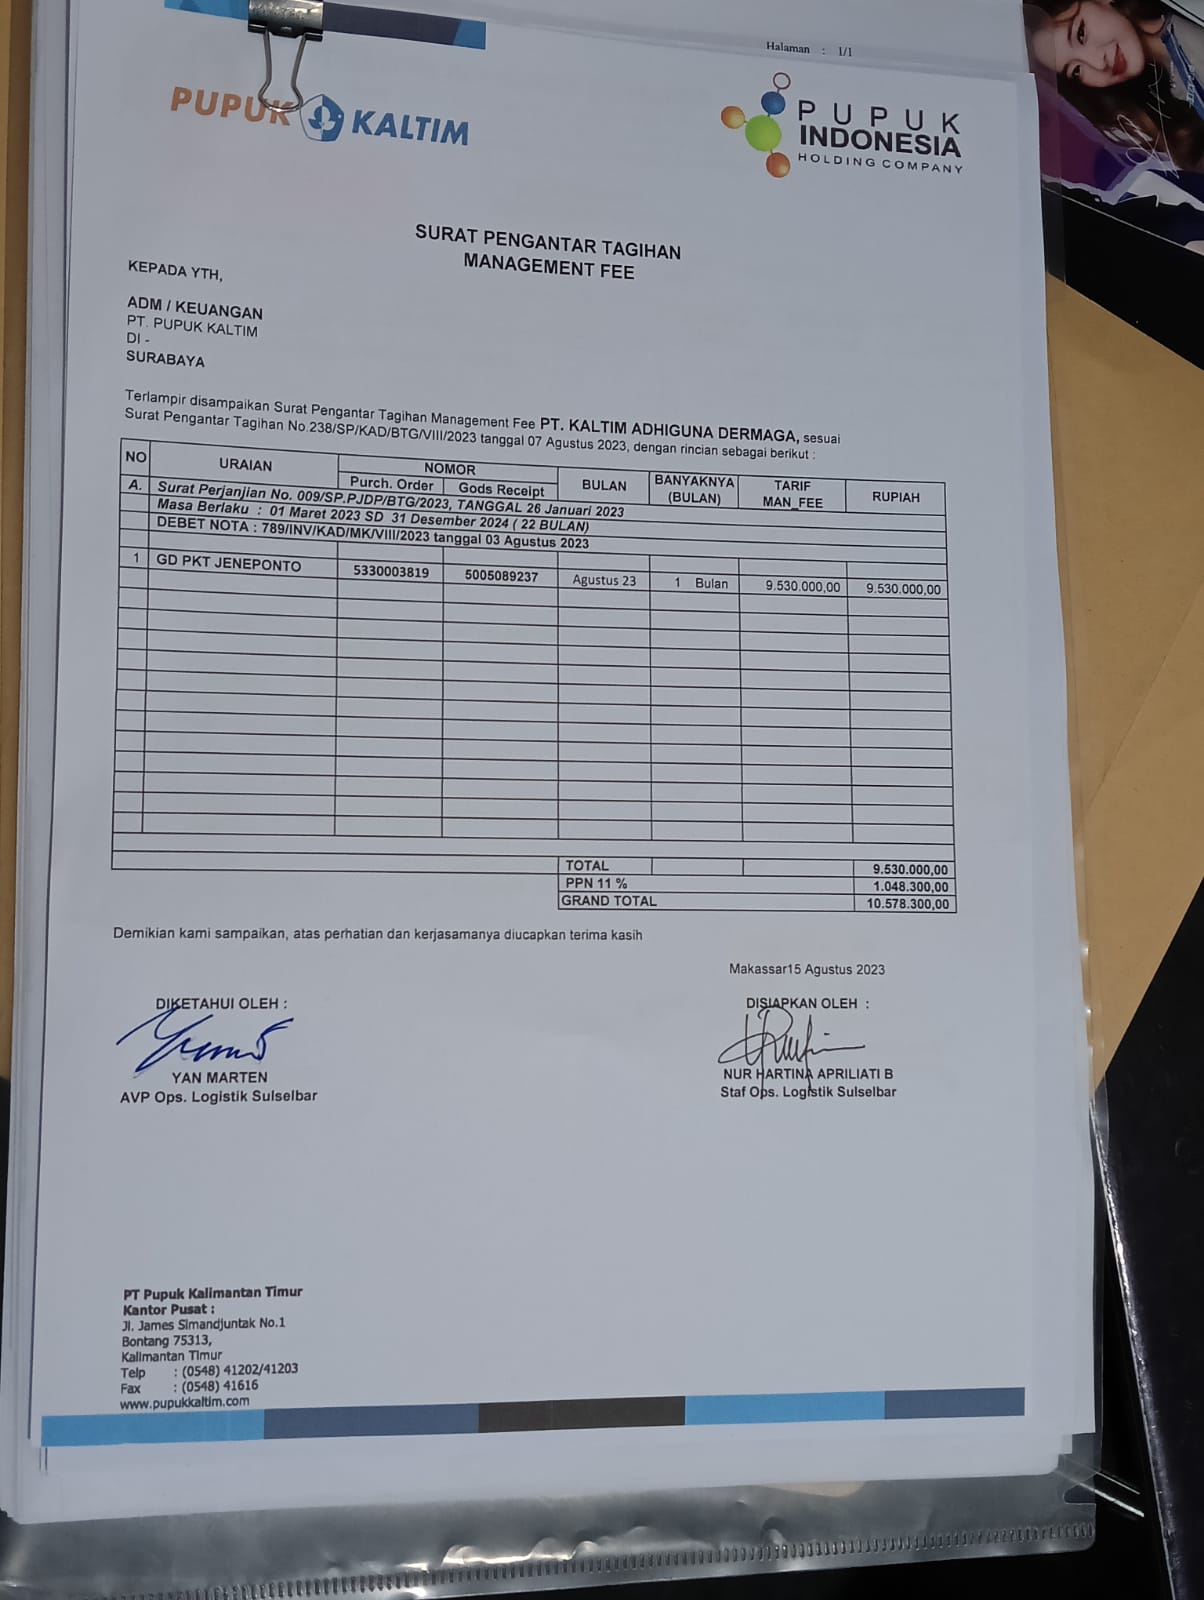 Halaman : 1/1
PUPUK KALTIM
PUPUK
INDONESIA
HOLDING COMPANY
SURAT PENGANTAR TAGIHAN
MANAGEMENT FEE
KEPADA YTH,
ADM / KEUANGAN
PT. PUPUK KALTIM
DI -
SURABAYA
Terlampir disampaikan Surat Pengantar Tagihan Management Fee PT. KALTIM ADHIGUNA DERMAGA, sesuai
Surat Pengantar Tagihan No.238/SP/KAD/BTG/VIII/2023 tanggal 07 Agustus 2023, dengan rincian sebagai berikut :
NO URAIAN NOMOR BULAN BANYAKNYA (BULAN) TARIF MAN_FEE RUPIAH
Purch. Order Gods Receipt
A. Surat Perjanjian No. 009/SP.PJDP/BTG/2023, TANGGAL 26 Januari 2023
Masa Berlaku : 01 Maret 2023 SD 31 Desember 2024 ( 22 BULAN)
DEBET NOTA : 789/INV/KAD/MK/VIII/2023 tanggal 03 Agustus 2023
1 GD PKT JENEPONTO 5330003819 5005089237 Agustus 23 1 Bulan 9.530.000,00 9.530.000,00
TOTAL 9.530.000,00
PPN 11 % 1.048.300,00
GRAND TOTAL 10.578.300,00
Demikian kami sampaikan, atas perhatian dan kerjasamanya diucapkan terima kasih
Makassar15 Agustus 2023
DIKETAHUI OLEH : DISIAPKAN OLEH :
YAN MARTEN NUR HARTINA APRILIATI B
AVP Ops. Logistik Sulselbar Staf Ops. Logistik Sulselbar
PT Pupuk Kalimantan Timur
Kantor Pusat :
Jl. James Simandjuntak No.1
Bontang 75313,
Kalimantan Timur
Telp : (0548) 41202/41203
Fax : (0548) 41616
www.pupukkaltim.com